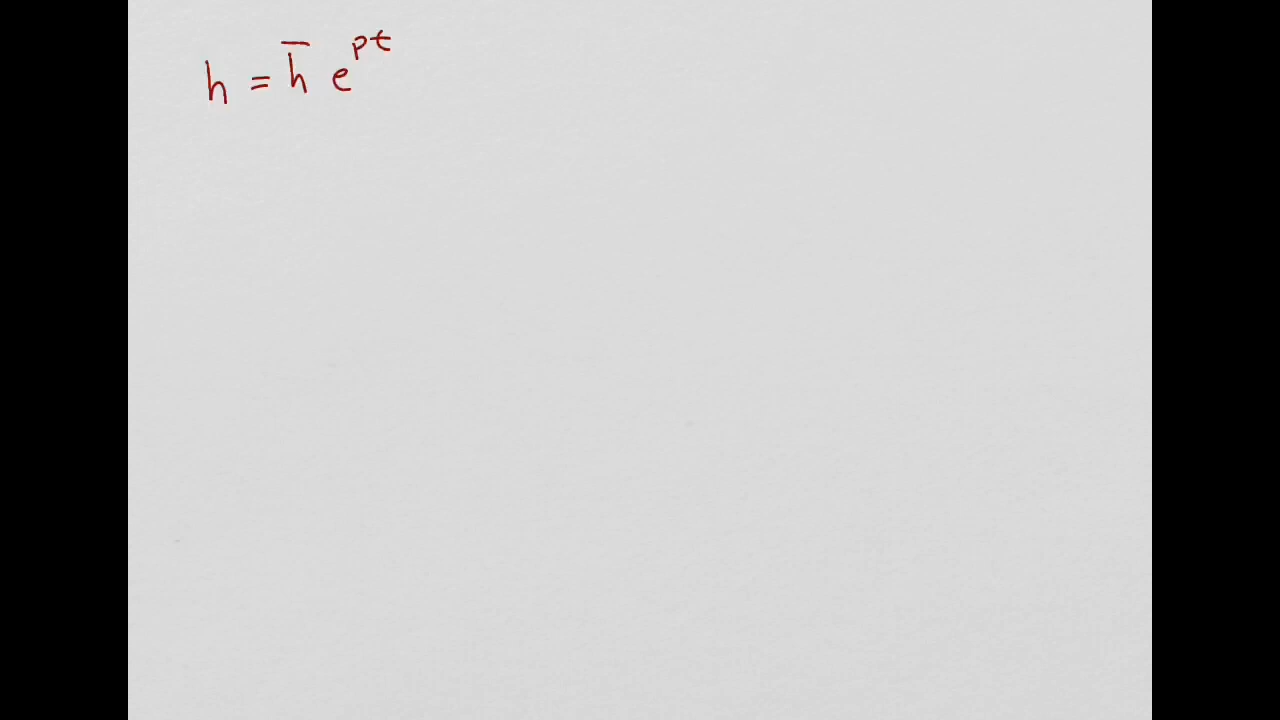 h = h̅ e^{pt}